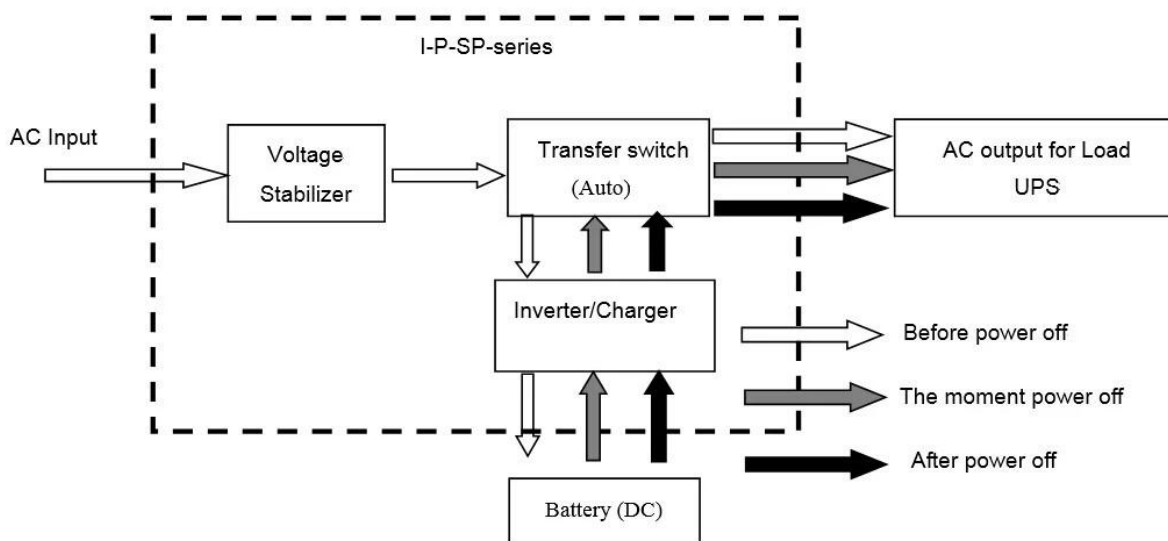 I-P-SP-series
AC Input
Voltage
Stabilizer
Transfer switch
(Auto)
AC output for Load
UPS
Inverter/Charger
Before power off
The moment power off
After power off
Battery (DC)